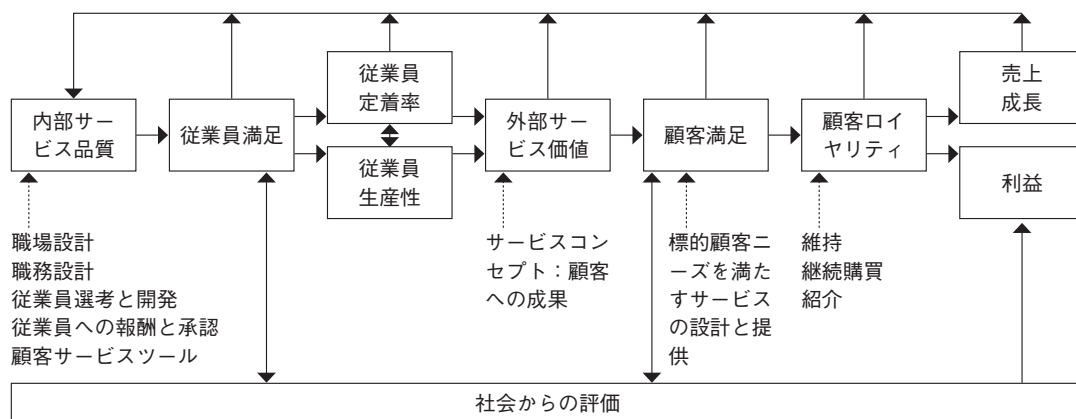 従業員
定着率
売上
成長
内部サー
ビス品質
従業員満足
外部サー
ビス価値
顧客満足
顧客ロイ
ヤリティ
従業員
生産性
利益
職場設計
職務設計
従業員選考と開発
従業員への報酬と承認
顧客サービスツール
サービスコン
セプト：顧客
への成果
標的顧客ニ
ーズを満た
すサービス
の設計と提
供
維持
継続購買
紹介
社会からの評価